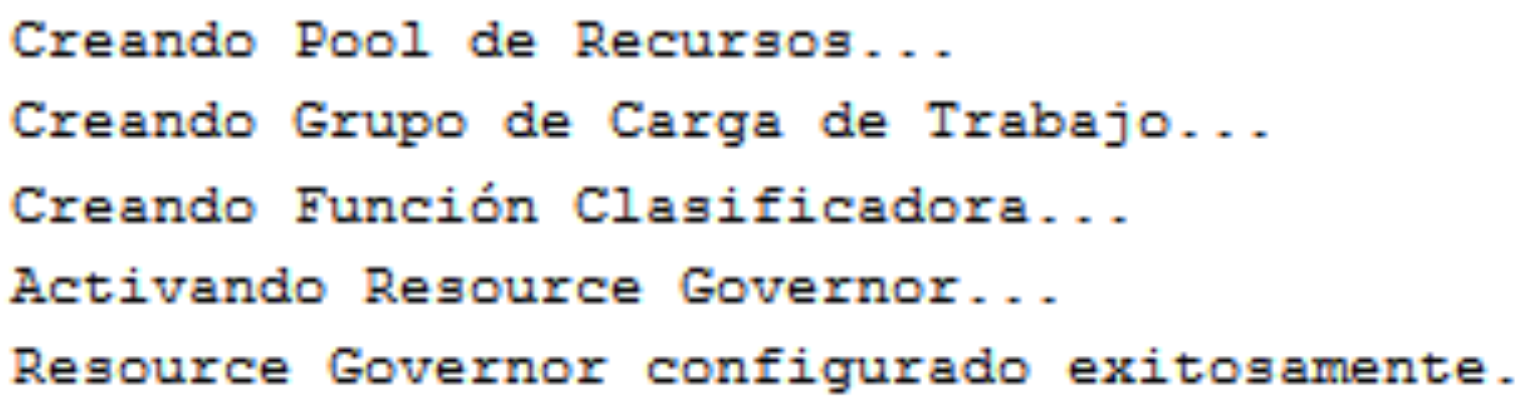 Creando Pool de Recursos...
Creando Grupo de Carga de Trabajo...
Creando Función Clasificadora...
Activando Resource Governor...
Resource Governor configurado exitosamente.